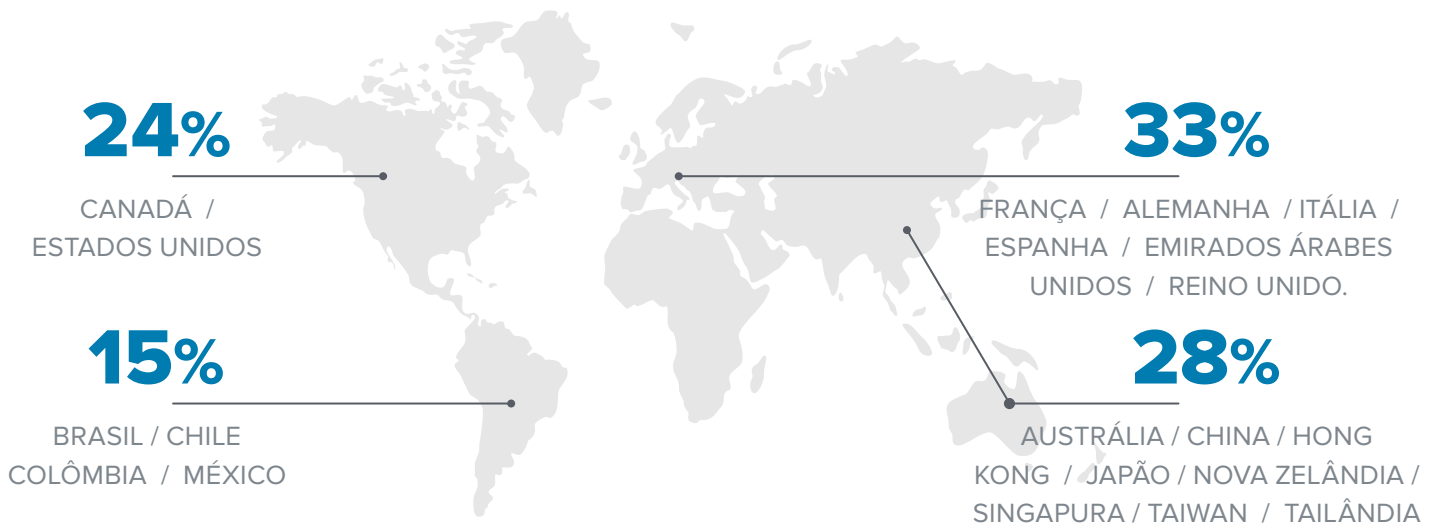 24%
CANADÁ /
ESTADOS UNIDOS
33%
FRANÇA / ALEMANHA / ITÁLIA /
ESPANHA / EMIRADOS ÁRABES
UNIDOS / REINO UNIDO.
15%
BRASIL / CHILE
COLÔMBIA / MÉXICO
28%
AUSTRÁLIA / CHINA / HONG
KONG / JAPÃO / NOVA ZELÂNDIA /
SINGAPURA / TAIWAN / TAILÂNDIA